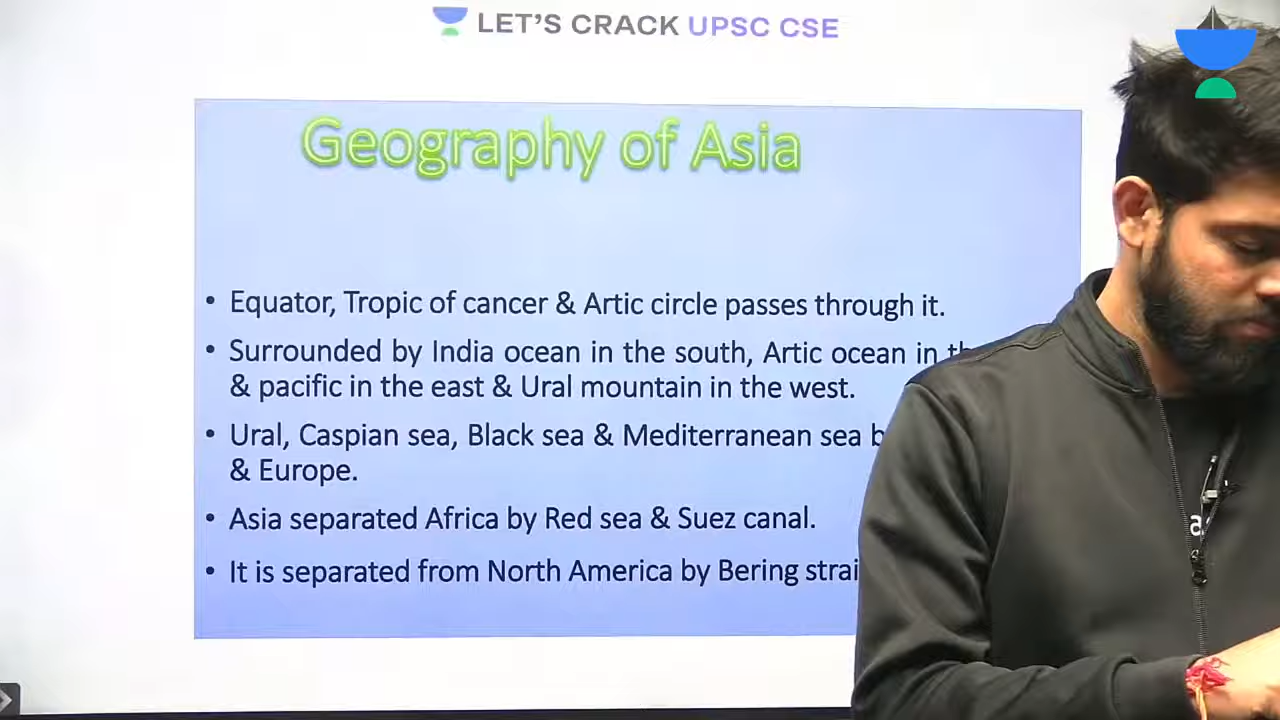 LET'S CRACK UPSC CSE
Geography of Asia
• Equator, Tropic of cancer & Artic circle passes through it.
• Surrounded by India ocean in the south, Artic ocean in
& pacific in the east & Ural mountain in the west.
• Ural, Caspian sea, Black sea & Mediterranean sea
& Europe.
• Asia separated Africa by Red sea & Suez canal.
• It is separated from North America by Bering strai